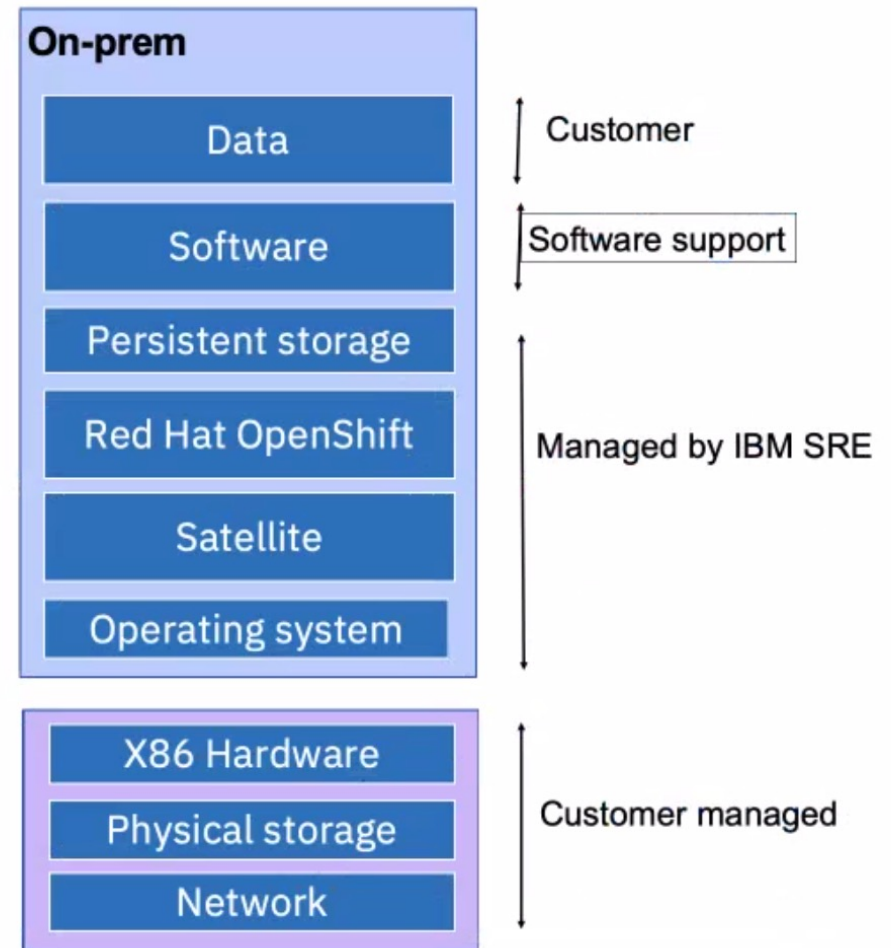 On-prem
Data
Customer
Software
Software support
Persistent storage
Red Hat OpenShift
Managed by IBM SRE
Satellite
Operating system
X86 Hardware
Physical storage
Customer managed
Network